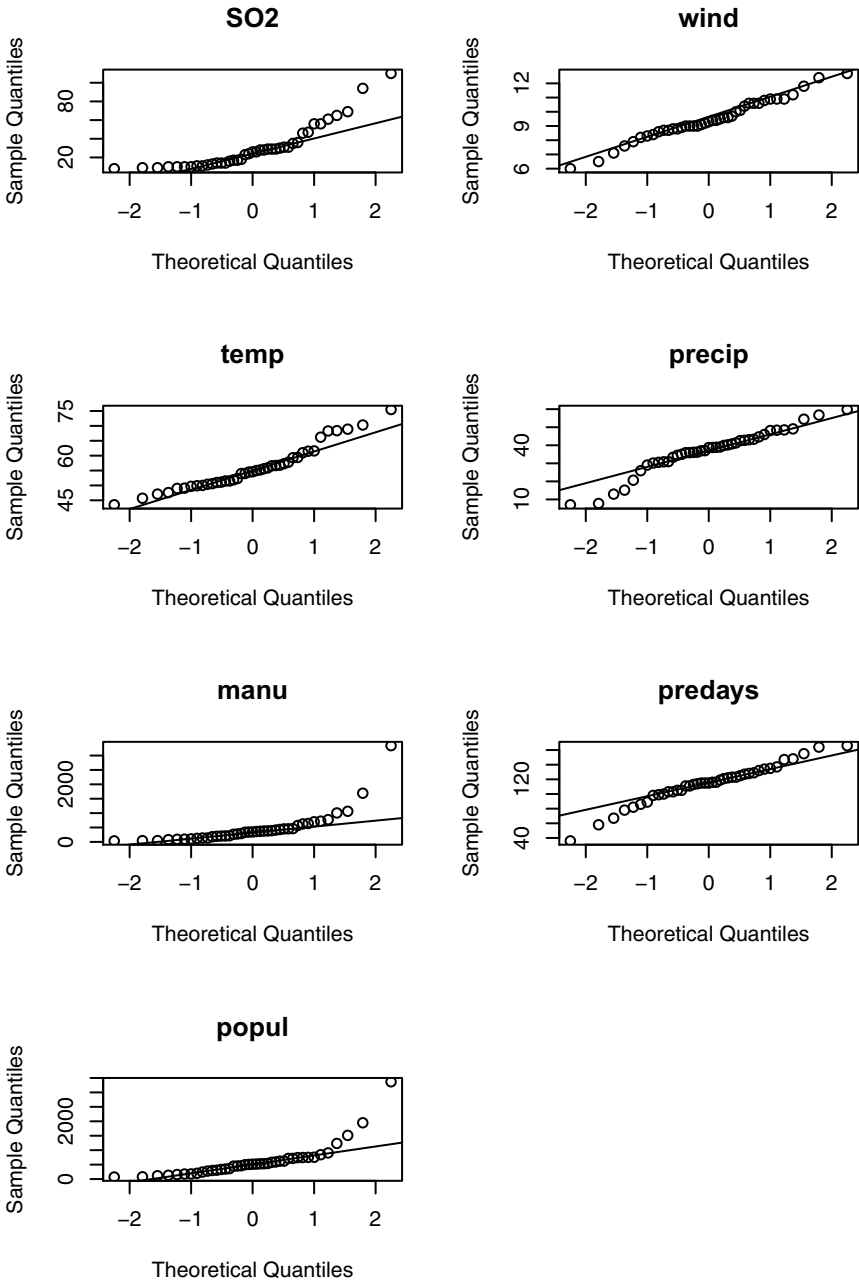 SO2
Sample Quantiles
20 80
−2 −1 0 1 2
Theoretical Quantiles
wind
Sample Quantiles
6 9 12
−2 −1 0 1 2
Theoretical Quantiles
temp
Sample Quantiles
45 60 75
−2 −1 0 1 2
Theoretical Quantiles
precip
Sample Quantiles
10 40
−2 −1 0 1 2
Theoretical Quantiles
manu
Sample Quantiles
0 2000
−2 −1 0 1 2
Theoretical Quantiles
predays
Sample Quantiles
40 120
−2 −1 0 1 2
Theoretical Quantiles
popul
Sample Quantiles
0 2000
−2 −1 0 1 2
Theoretical Quantiles